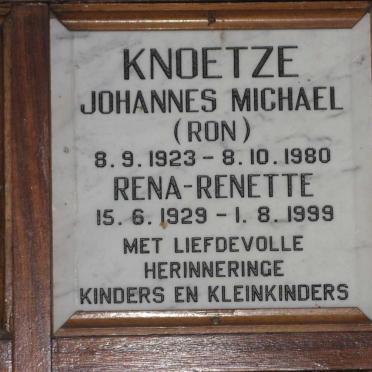 KNOETZE
JOHANNES MICHAEL
(RON)
8.9.1923 - 8.10.1980
RENA-RENETTE
15.6.1929 - 1.8.1999
MET LIEFDEVOLLE
HERINNERINGE
KINDERS EN KLEINKINDERS